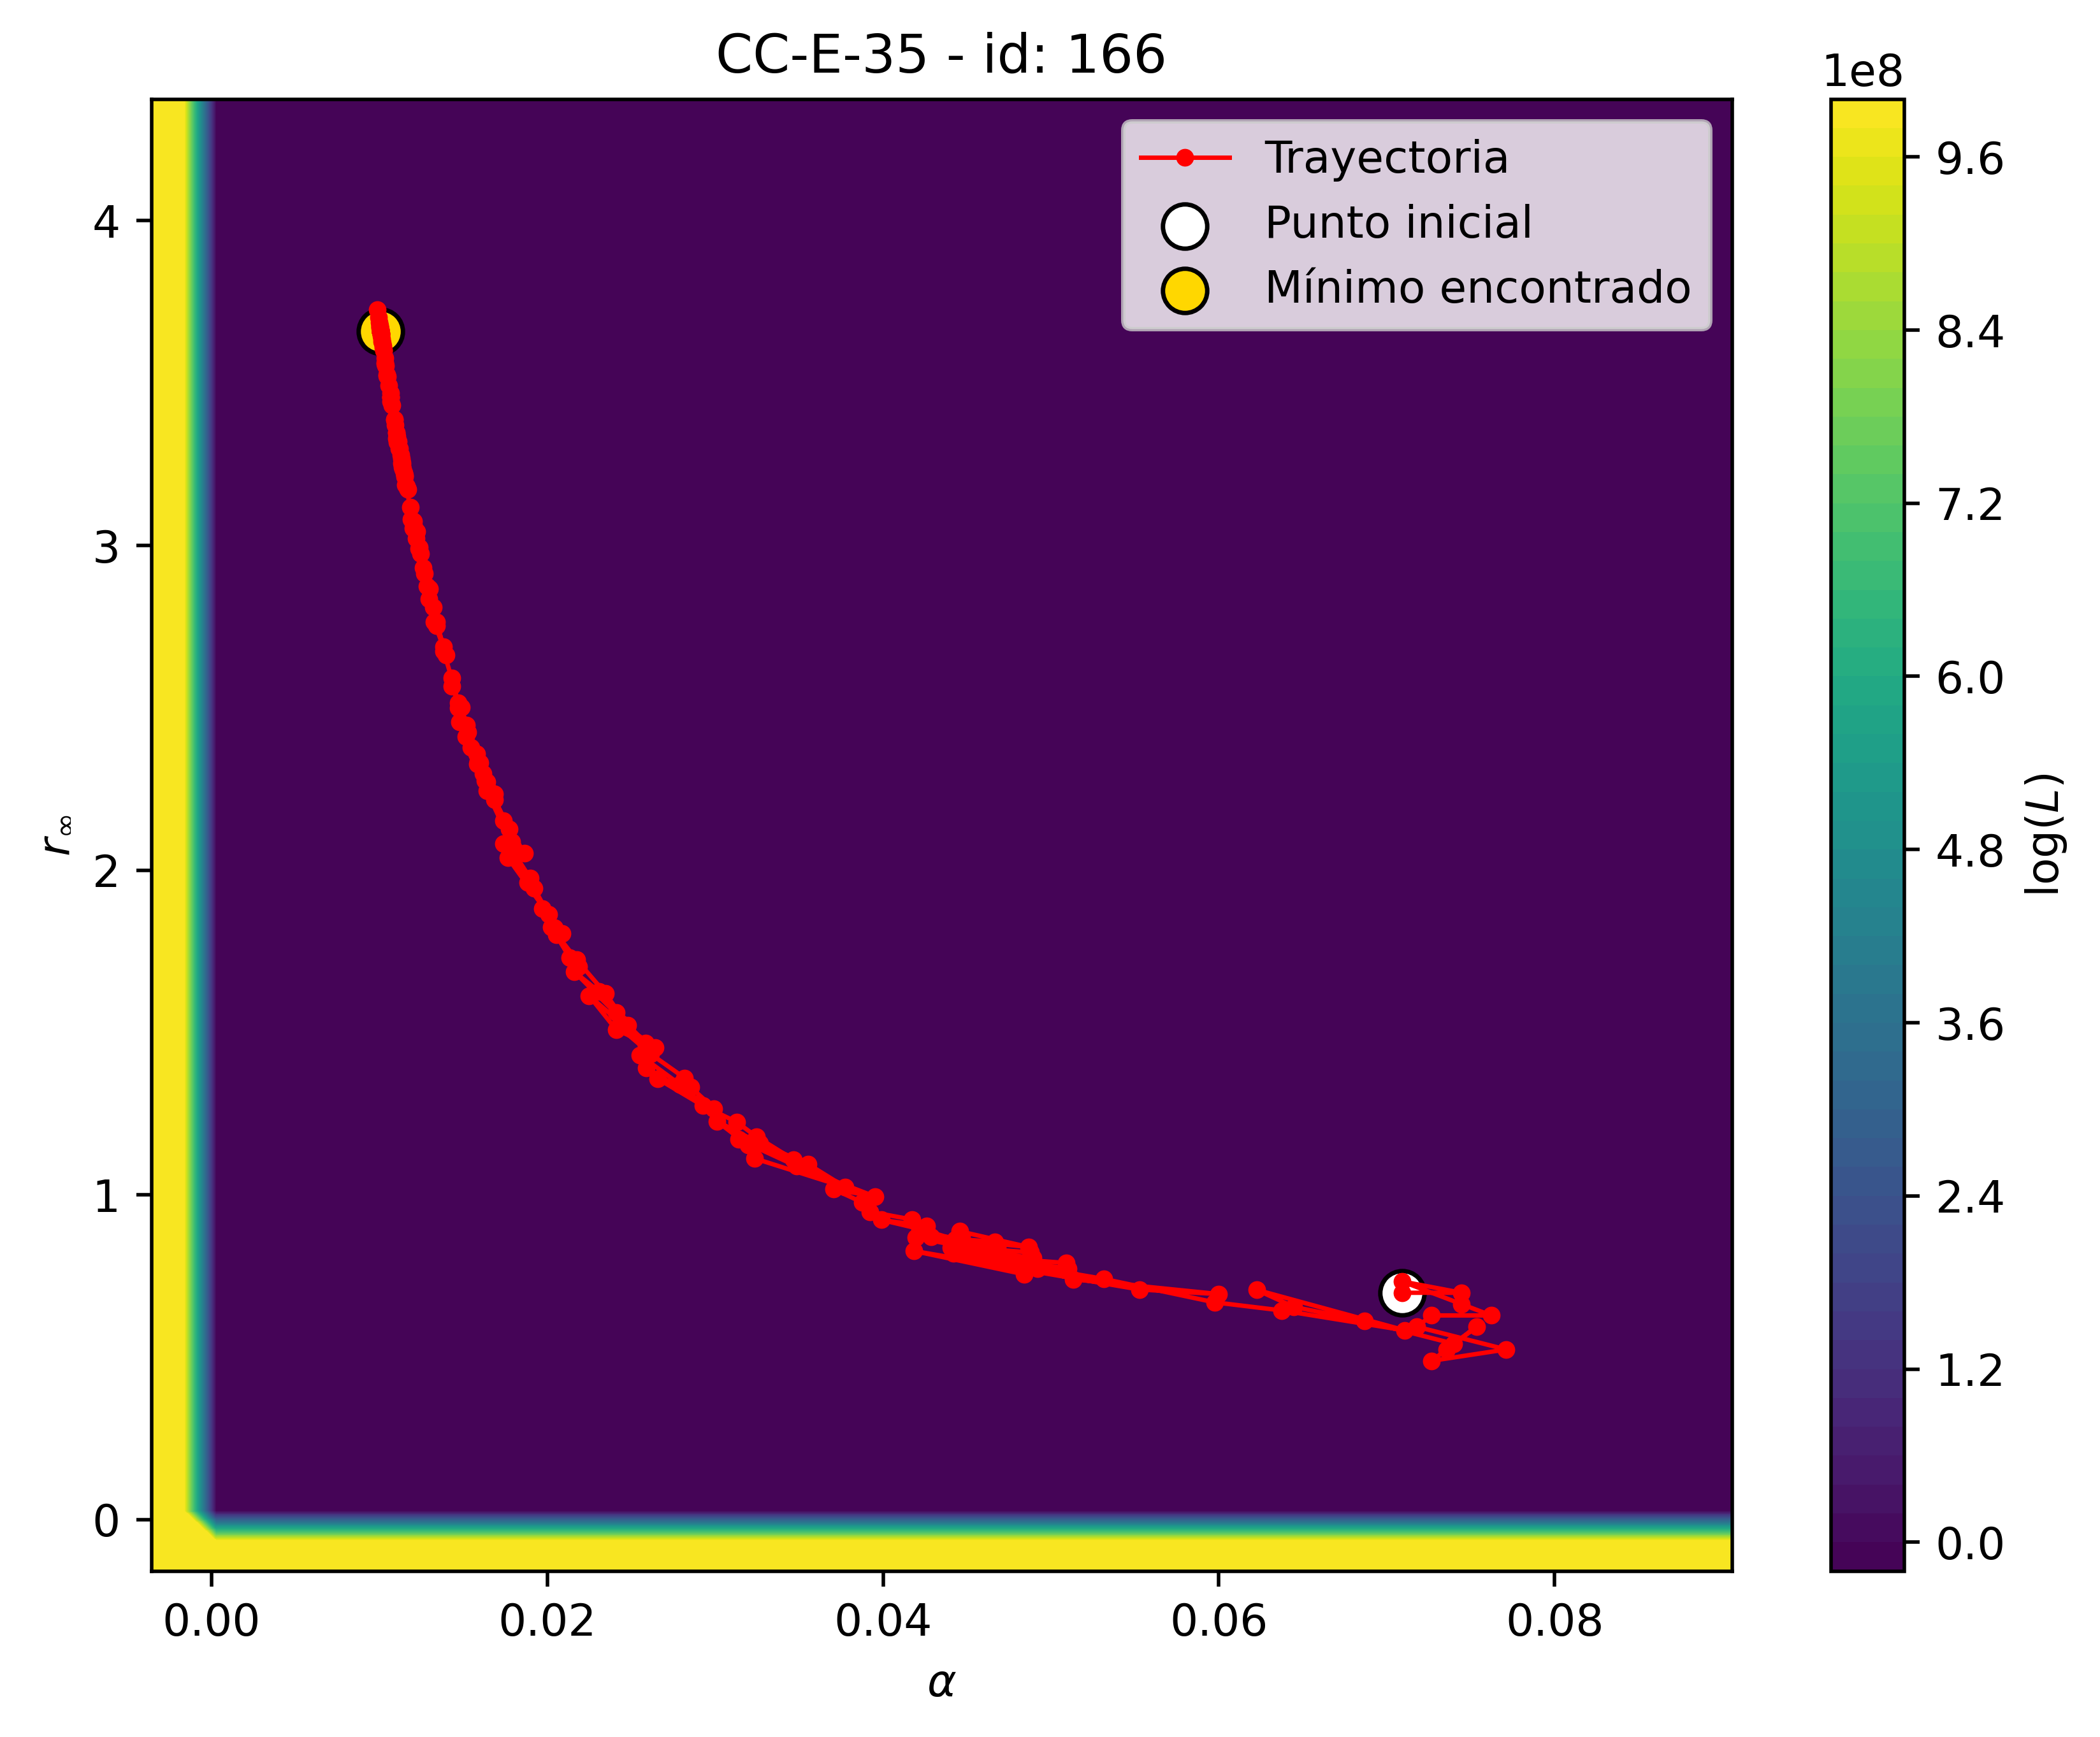 CC-E-35 - id: 166
1e8
Trayectoria
Punto inicial
Mínimo encontrado
4
3
2
1
0
r∞
0.00 0.02 0.04 0.06 0.08
α
9.6
8.4
7.2
6.0
4.8
3.6
2.4
1.2
0.0
log(L)